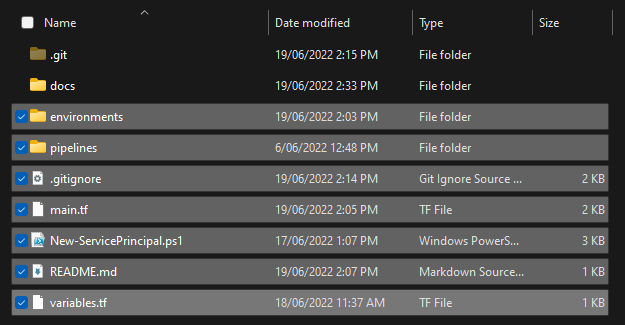 Name Date modified Type Size
.git 19/06/2022 2:15 PM File folder
docs 19/06/2022 2:33 PM File folder
environments 19/06/2022 2:03 PM File folder
pipelines 6/06/2022 12:48 PM File folder
.gitignore 19/06/2022 2:14 PM Git Ignore Source ... 2 KB
main.tf 19/06/2022 2:05 PM TF File 2 KB
New-ServicePrincipal.ps1 17/06/2022 1:07 PM Windows PowerS... 3 KB
README.md 19/06/2022 2:07 PM Markdown Source... 1 KB
variables.tf 18/06/2022 11:37 AM TF File 1 KB